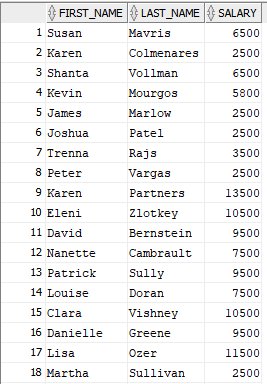 FIRST_NAME LAST_NAME SALARY
1 Susan Mavris 6500
2 Karen Colmenares 2500
3 Shanta Vollman 6500
4 Kevin Mourgos 5800
5 James Marlow 2500
6 Joshua Patel 2500
7 Trenna Rajs 3500
8 Peter Vargas 2500
9 Karen Partners 13500
10 Eleni Zlotkey 10500
11 David Bernstein 9500
12 Nanette Cambrault 7500
13 Patrick Sully 9500
14 Louise Doran 7500
15 Clara Vishney 10500
16 Danielle Greene 9500
17 Lisa Ozer 11500
18 Martha Sullivan 2500